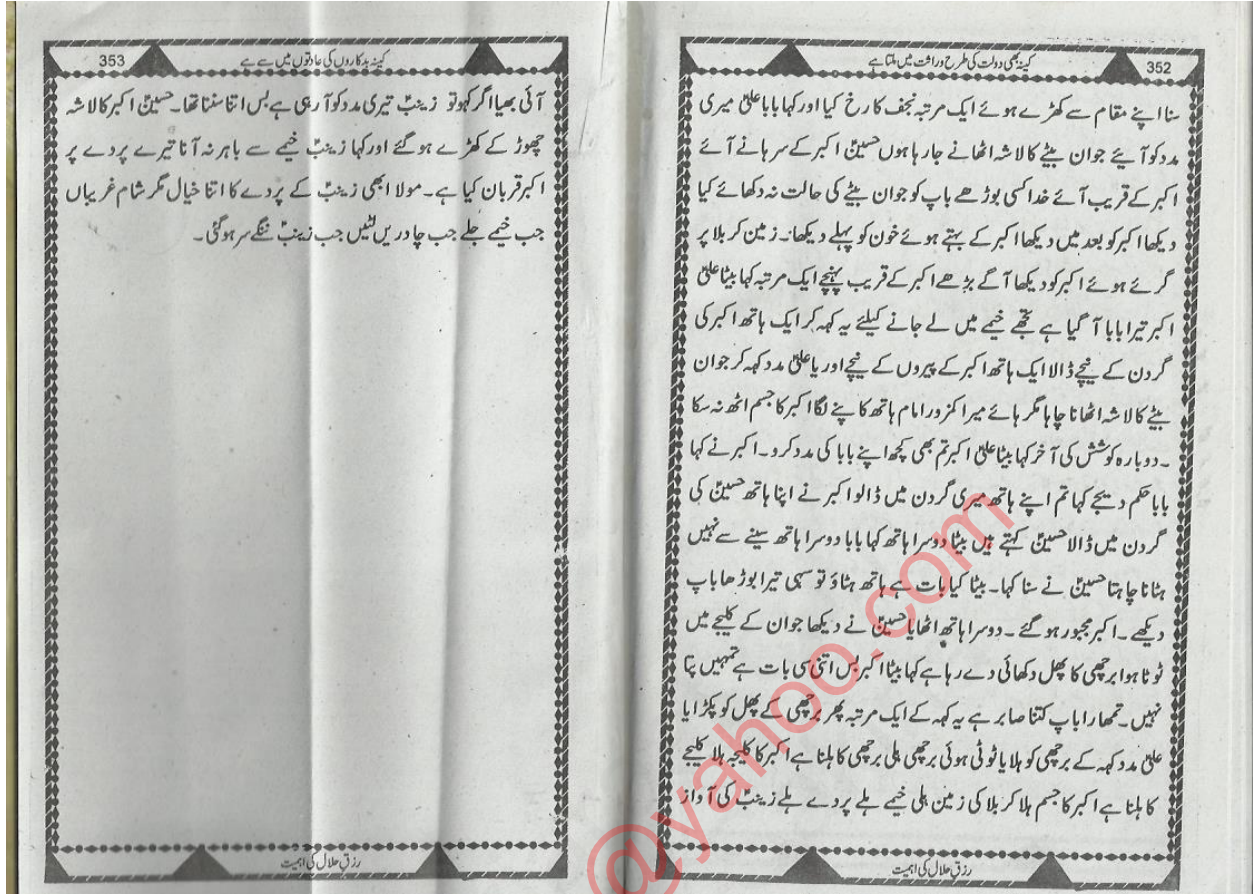 کینہ بھی دولت کی طرح وراثت میں ملتا ہے
352
سنا اپنے مقام سے کھڑے ہوئے ایک مرتبہ نجف کا رخ کیا اور کہا بابا علیؑ میری
مدد کو آیئے جوان بیٹے کا لاشہ اٹھانے جا رہا ہوں حسینؑ اکبر کے سرہانے آئے
اکبر کے قریب آئے خدا کسی بوڑھے باپ کو جوان بیٹے کی حالت نہ دکھائے کیا
دیکھا اکبر کو بعد میں دیکھا اکبر کے بہتے ہوئے خون کو پہلے دیکھا۔ زمین کربلا پر
گرے ہوئے اکبر کو دیکھا آگے بڑھے اکبر کے قریب پہنچے ایک مرتبہ کہا بیٹا علیؑ
اکبر تیرا بابا آ گیا ہے تجھے خیمے میں لے جانے کیلئے یہ کہہ کر ایک ہاتھ اکبر کی
گردن کے نیچے ڈالا ایک ہاتھ اکبر کے پیروں کے نیچے اور یا علیؑ مدد کہہ کر جوان
بیٹے کا لاشہ اٹھانا چاہا مگر ہائے میرا کمزور امام ہاتھ کانپنے لگا اکبر کا جسم اٹھ نہ سکا
۔ دوبارہ کوشش کی آخر کہا بیٹا علیؑ اکبر تم بھی کچھ اپنے بابا کی مدد کرو۔ اکبر نے کہا
بابا حکم دیجے کہا تم اپنے ہاتھ میری گردن میں ڈالو اکبر نے اپنا ہاتھ حسینؑ کی
گردن میں ڈالا حسینؑ کہتے ہیں بیٹا دوسرا ہاتھ کہا بابا دوسرا ہاتھ سینے سے نہیں
ہٹانا چاہتا حسینؑ نے سنا کہا۔ بیٹا کیا بات ہے ہاتھ ہٹاؤ تو سہی تیرا بوڑھا باپ
دیکھے۔ اکبر مجبور ہو گئے۔ دوسرا ہاتھ اٹھایا حسینؑ نے دیکھا جوان کے کلیجے میں
ٹوٹا ہوا برچھی کا پھل دکھائی دے رہا ہے کہا بیٹا اکبر بس اتنی سی بات ہے تمہیں پتا
نہیں۔ تمھارا باپ کتنا صابر ہے یہ کہہ کے ایک مرتبہ پھر برچھی کے پھل کو پکڑا یا
علیؑ مدد کہہ کے برچھی کو ہلایا ٹوٹی ہوئی برچھی ہلی برچھی کا ہلنا ہے اکبر کا کلیجہ ہلا کلیجے
کا ہلنا ہے اکبر کا جسم ہلا کربلا کی زمین ہلی خیمے ہلے پردے ہلے زینبؑ کی آواز
رزق حلال کی اہمیت
کینہ بدکاروں کی عادتوں میں سے ہے
353
آئی بھیا اگر کہو تو زینبؑ تیری مدد کو آ رہی ہے بس اتنا سننا تھا۔ حسینؑ اکبر کا لاشہ
چھوڑ کے کھڑے ہو گئے اور کہا زینبؑ خیمے سے باہر نہ آنا تیرے پردے پر
اکبر قربان کیا ہے۔ مولا ابھی زینبؑ کے پردے کا اتنا خیال مگر شام غریباں
جب خیمے جلے جب چادریں لٹیں جب زینبؑ ننگے سر ہو گئی۔
رزق حلال کی اہمیت
@yahoo.com